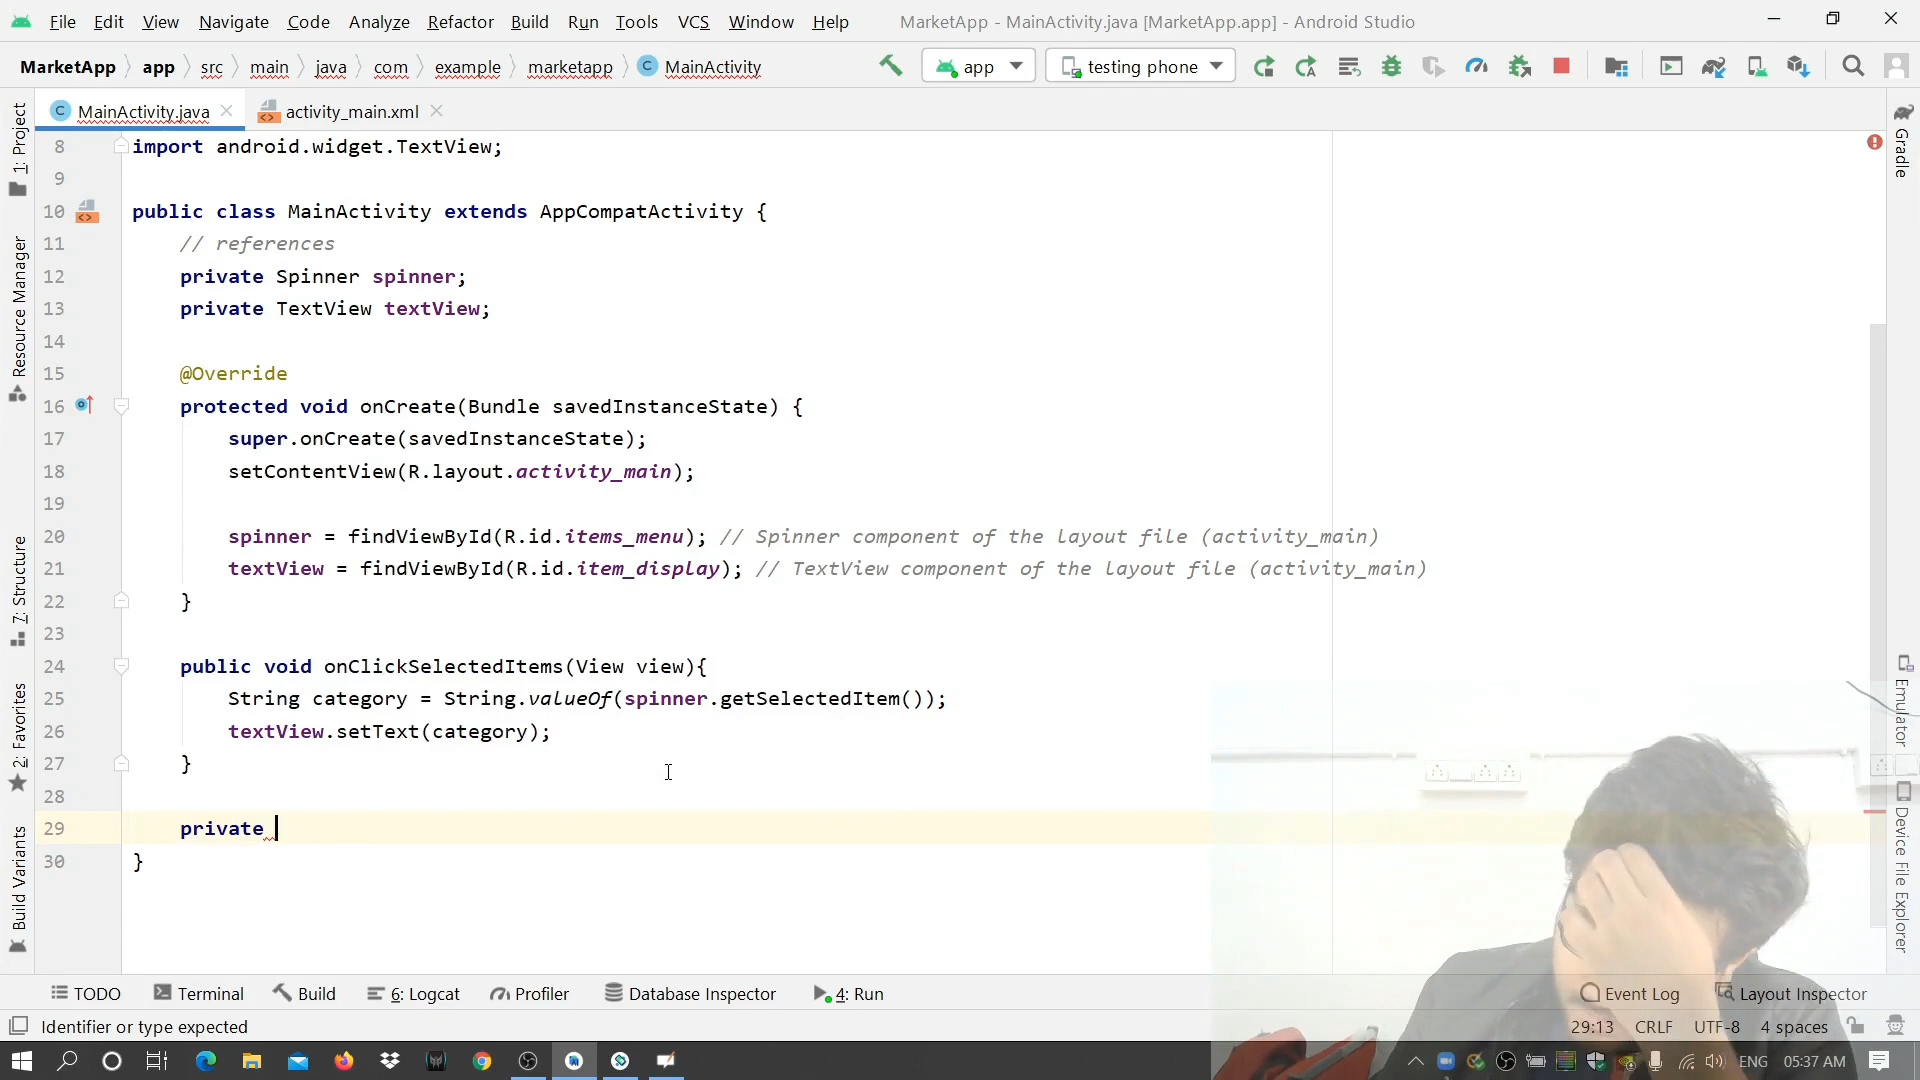 File Edit View Navigate Code Analyze Refactor Build Run Tools VCS Window Help MarketApp - MainActivity.java [MarketApp.app] - Android Studio
MarketApp app src main java com example marketapp C MainActivity app testing phone
C MainActivity.java activity_main.xml
8 import android.widget.TextView;
9
10 public class MainActivity extends AppCompatActivity {
11 // references
12 private Spinner spinner;
13 private TextView textView;
14
15 @Override
16 protected void onCreate(Bundle savedInstanceState) {
17 super.onCreate(savedInstanceState);
18 setContentView(R.layout.activity_main);
19
20 spinner = findViewById(R.id.items_menu); // Spinner component of the layout file (activity_main)
21 textView = findViewById(R.id.item_display); // TextView component of the layout file (activity_main)
22 }
23
24 public void onClickSelectedItems(View view){
25 String category = String.valueOf(spinner.getSelectedItem());
26 textView.setText(category);
27 }
28
29 private
30 }
1: Project
Resource Manager
7: Structure
2: Favorites
Build Variants
Gradle
Emulator
Device File Explorer
TODO Terminal Build 6: Logcat Profiler Database Inspector 4: Run Event Log Layout Inspector
Identifier or type expected 29:13 CRLF UTF-8 4 spaces
ENG 05:37 AM